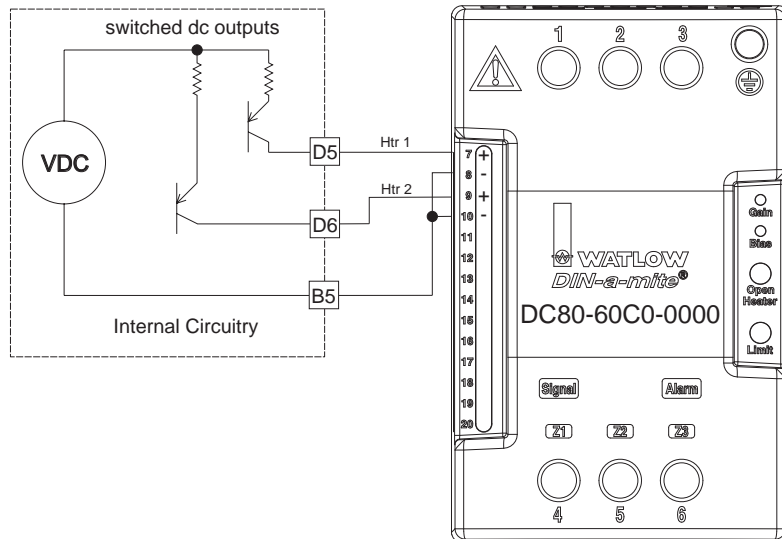 switched dc outputs
VDC
D5
D6
B5
Internal Circuitry
Htr 1
Htr 2
1 2 3
7 +
8 -
9 +
10 -
11
12
13
14
15
16
17
18
19
20
WATLOW
DIN-a-mite®
DC80-60C0-0000
Gain
Bias
Open
Heater
Limit
Signal Alarm
Z1 Z2 Z3
4 5 6